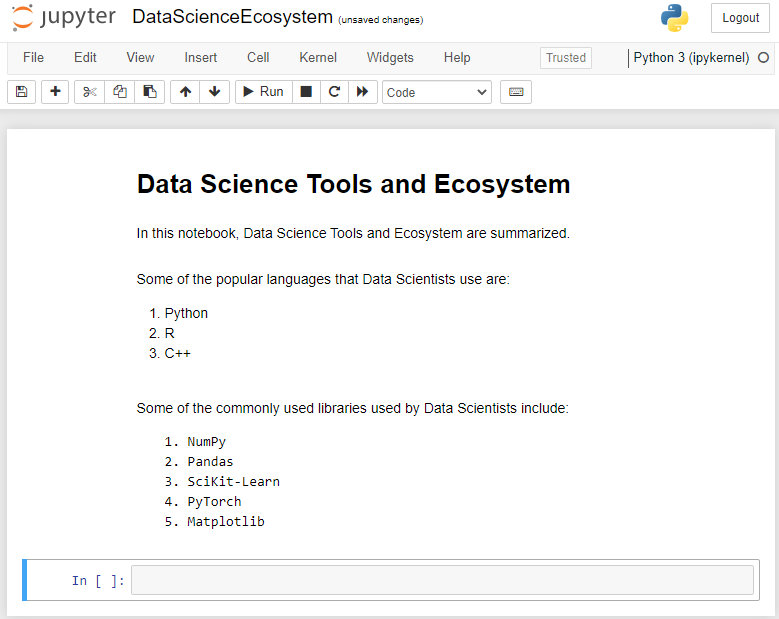 jupyter DataScienceEcosystem (unsaved changes) Logout
File Edit View Insert Cell Kernel Widgets Help Trusted Python 3 (ipykernel)
Run Code
Data Science Tools and Ecosystem
In this notebook, Data Science Tools and Ecosystem are summarized.
Some of the popular languages that Data Scientists use are:
1. Python
2. R
3. C++
Some of the commonly used libraries used by Data Scientists include:
1. NumPy
2. Pandas
3. SciKit-Learn
4. PyTorch
5. Matplotlib
In [ ]: